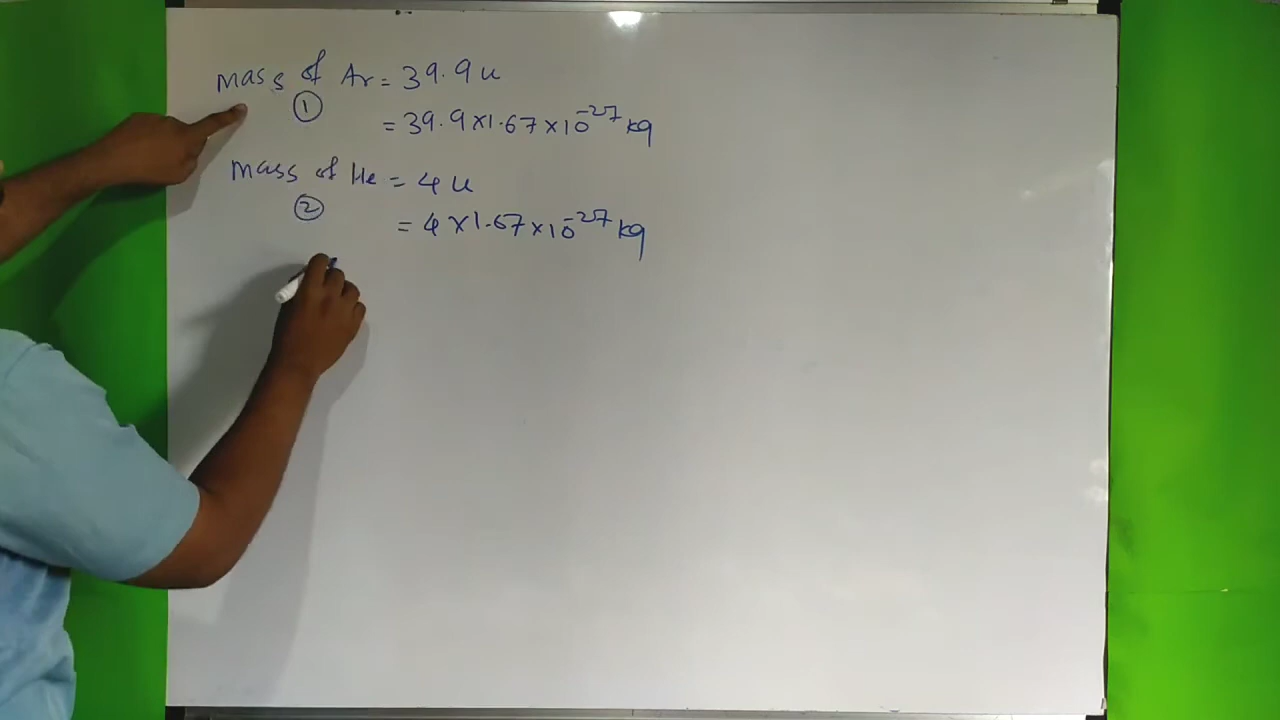 Mass of Ar = 39.9 u
① = 39.9 × 1.67 × 10⁻²⁷ kg
Mass of He = 4 u
② = 4 × 1.67 × 10⁻²⁷ kg